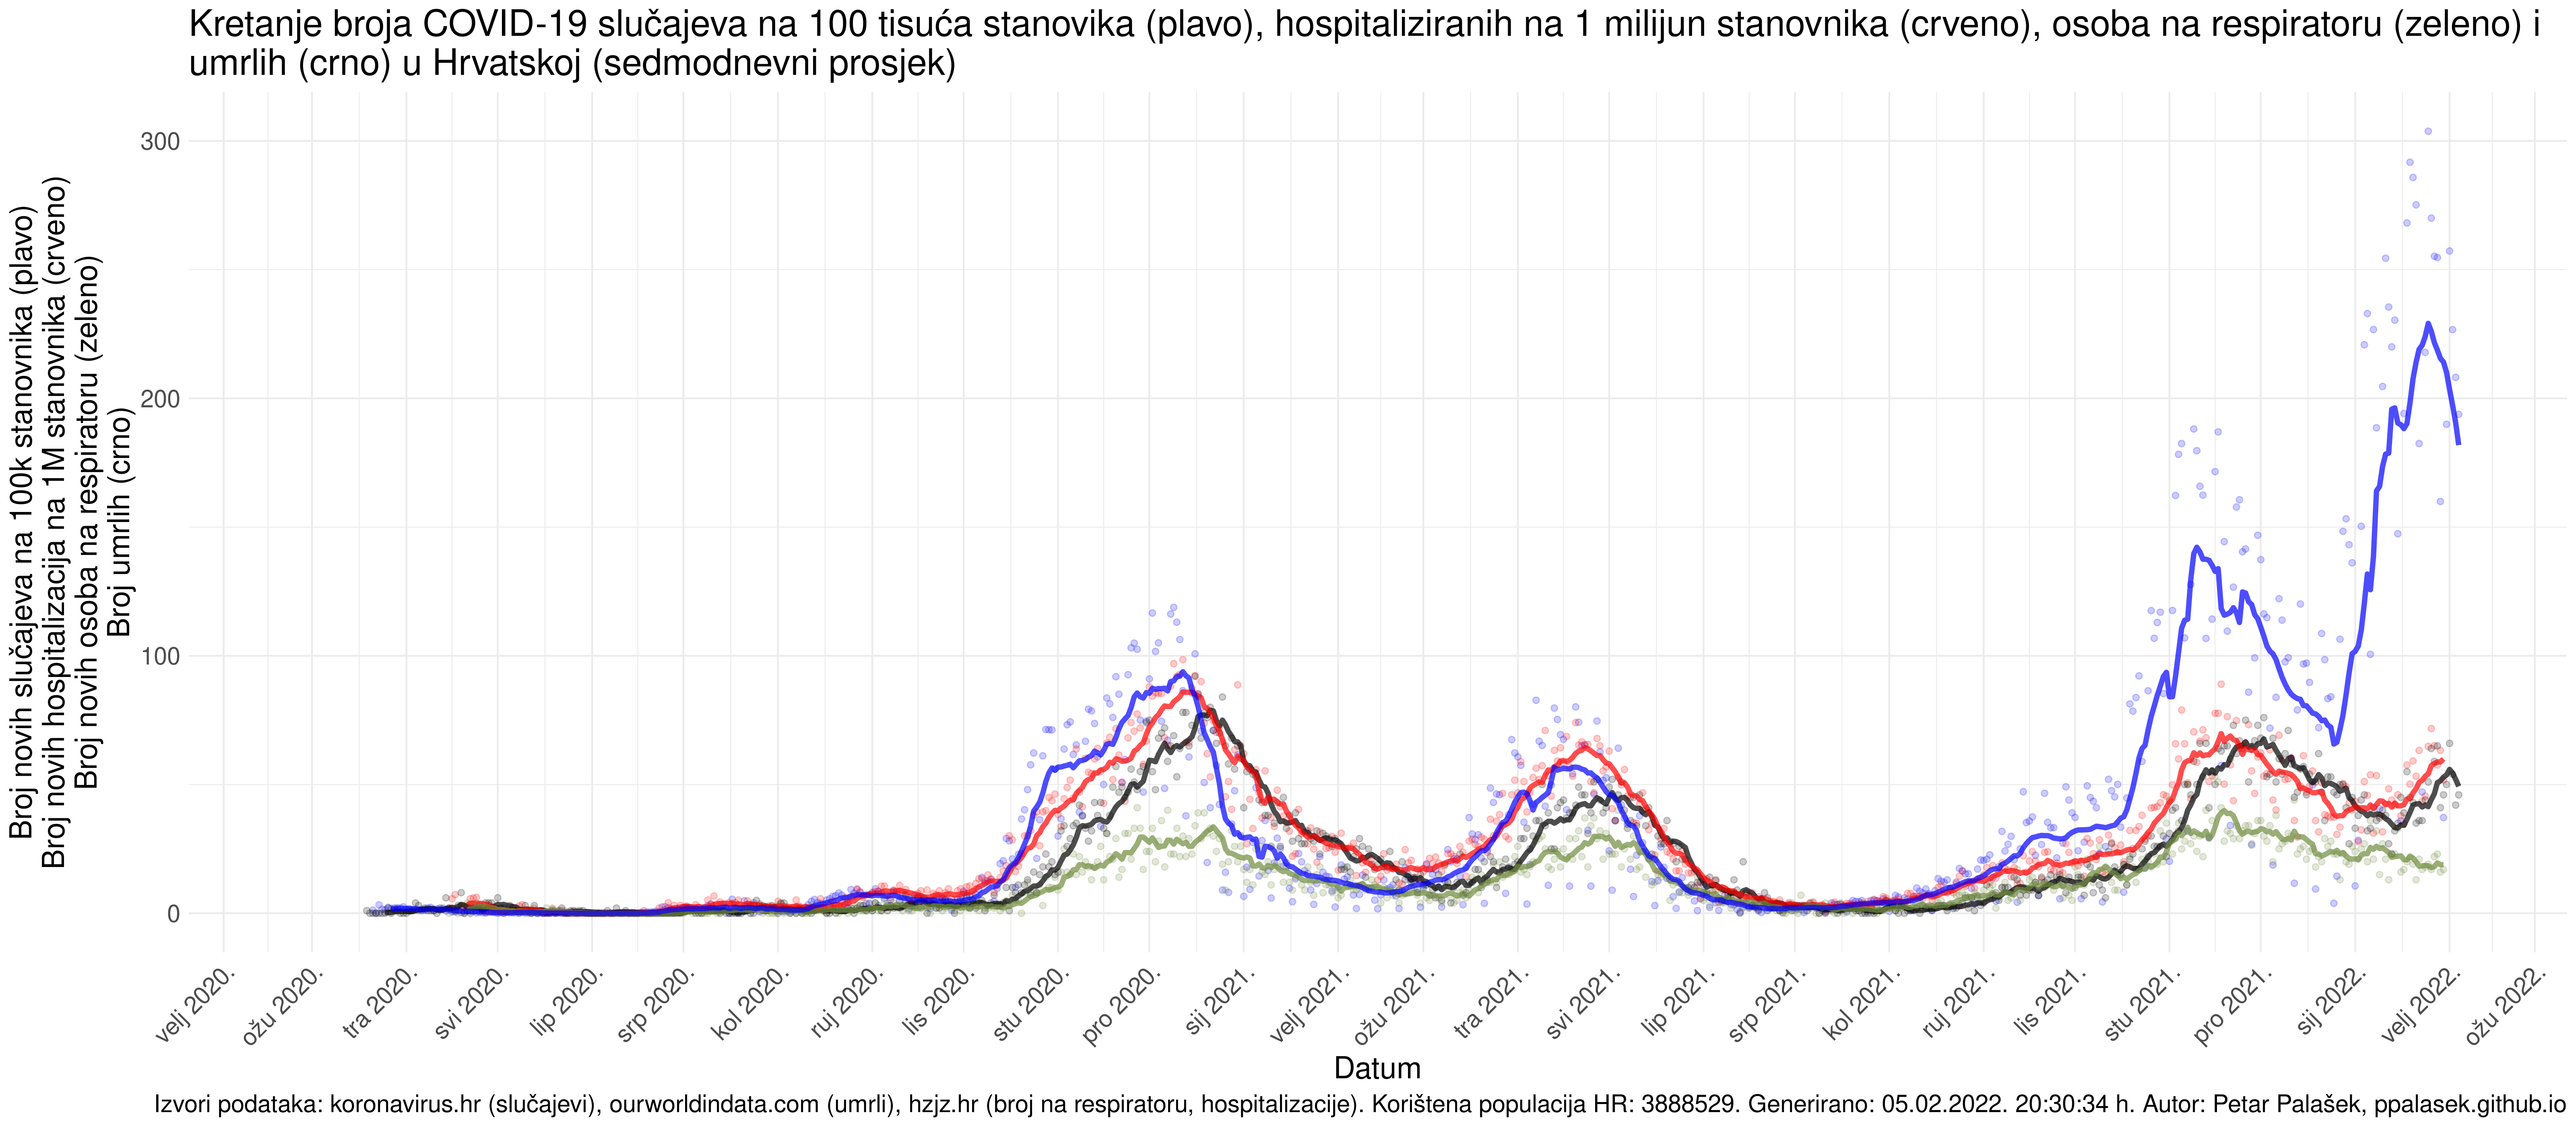 Kretanje broja COVID-19 slučajeva na 100 tisuća stanovika (plavo), hospitaliziranih na 1 milijun stanovnika (crveno), osoba na respiratoru (zeleno) i
umrlih (crno) u Hrvatskoj (sedmodnevni prosjek)
Broj novih slučajeva na 100k stanovnika (plavo)
Broj novih hospitalizacija na 1M stanovnika (crveno)
Broj novih osoba na respiratoru (zeleno)
Broj umrlih (crno)
300
200
100
0
velj 2020.
ožu 2020.
tra 2020.
svi 2020.
lip 2020.
srp 2020.
kol 2020.
ruj 2020.
lis 2020.
stu 2020.
pro 2020.
sij 2021.
velj 2021.
ožu 2021.
tra 2021.
svi 2021.
lip 2021.
srp 2021.
kol 2021.
ruj 2021.
lis 2021.
stu 2021.
pro 2021.
sij 2022.
velj 2022.
ožu 2022.
Datum
Izvori podataka: koronavirus.hr (slučajevi), ourworldindata.com (umrli), hzjz.hr (broj na respiratoru, hospitalizacije). Korištena populacija HR: 3888529. Generirano: 05.02.2022. 20:30:34 h. Autor: Petar Palašek, ppalasek.github.io